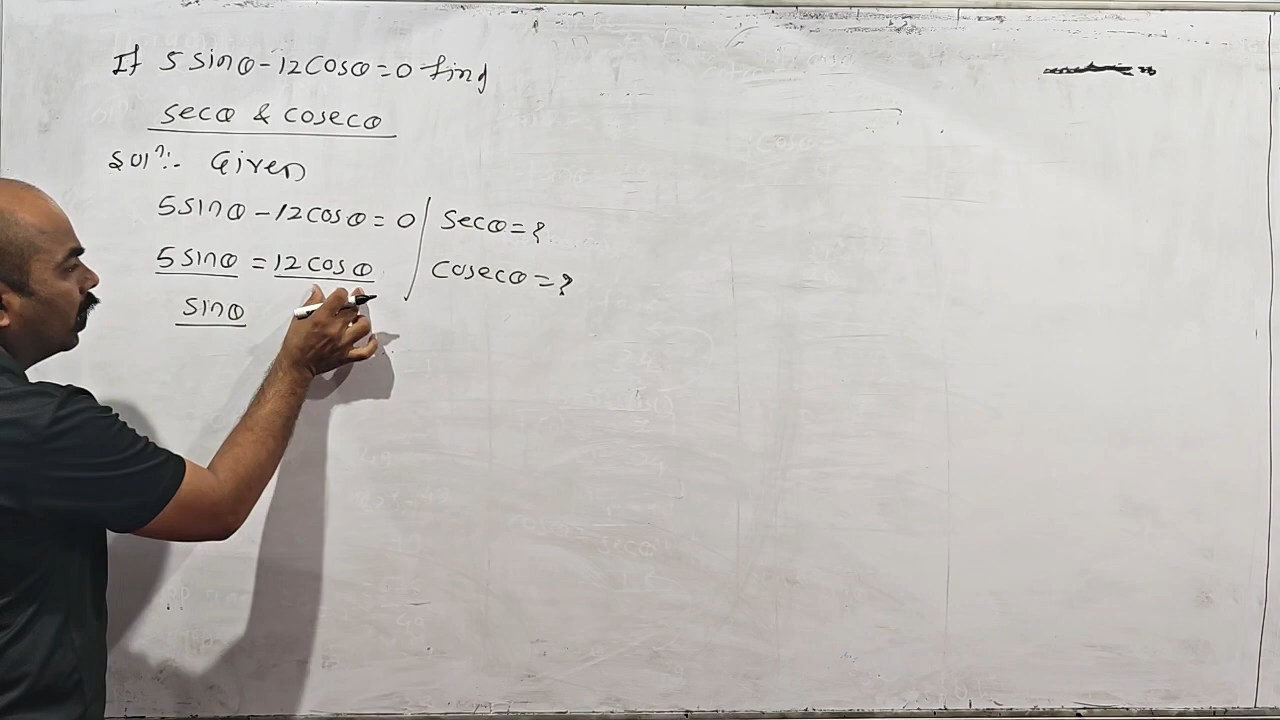 If 5 sinθ - 12 cosθ = 0 find
secθ & cosecθ
Solⁿ:- Given
5 sinθ - 12 cosθ = 0
5 sinθ = 12 cosθ
sinθ
secθ = ?
cosecθ = ?